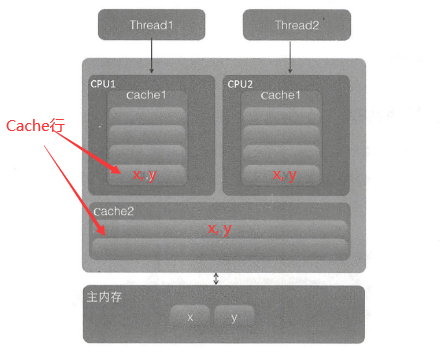 Thread1
Thread2
CPU1
Cache1
CPU2
Cache1
Cache行
x, y
x, y
Cache2
x, y
主内存
x
y